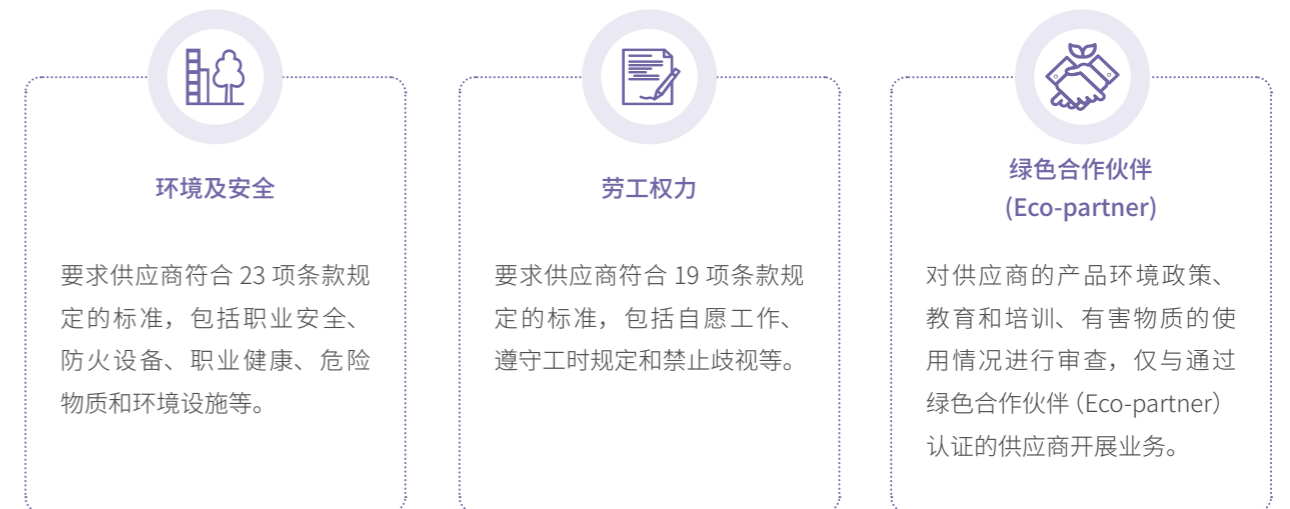 环境及安全
要求供应商符合 23 项条款规
定的标准，包括职业安全、
防火设备、职业健康、危险
物质和环境设施等。
劳工权力
要求供应商符合 19 项条款规
定的标准，包括自愿工作、
遵守工时规定和禁止歧视等。
绿色合作伙伴
(Eco-partner)
对供应商的产品环境政策、
教育和培训、有害物质的使
用情况进行审查，仅与通过
绿色合作伙伴（Eco-partner）
认证的供应商开展业务。